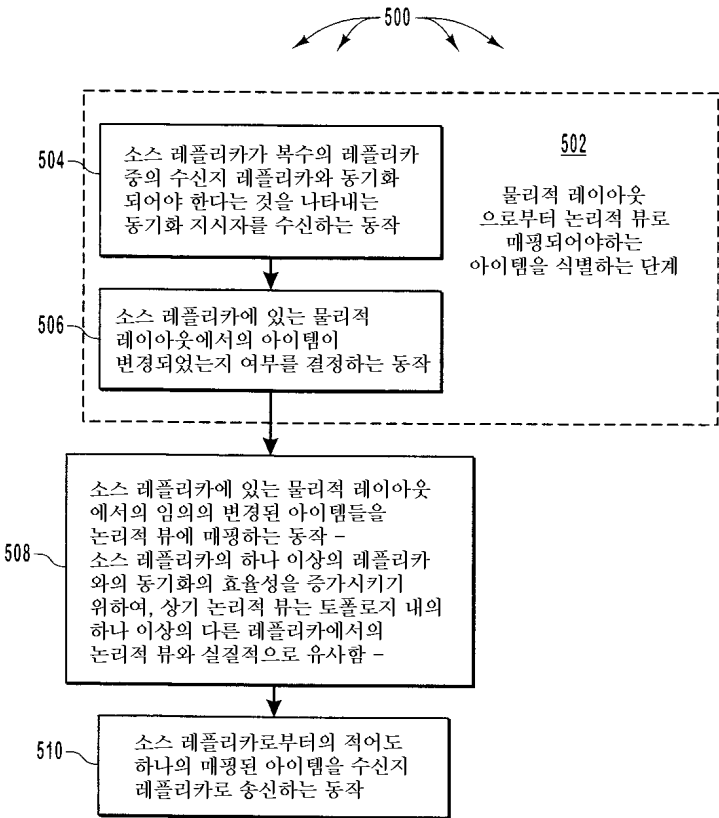 500
502
물리적 레이아웃
으로부터 논리적 뷰로
매핑되어야하는
아이템을 식별하는 단계
504
소스 레플리카가 복수의 레플리카
중의 수신지 레플리카와 동기화
되어야 한다는 것을 나타내는
동기화 지시자를 수신하는 동작
506
소스 레플리카에 있는 물리적
레이아웃에서의 아이템이
변경되었는지 여부를 결정하는 동작
508
소스 레플리카에 있는 물리적 레이아웃
에서의 임의의 변경된 아이템들을
논리적 뷰에 매핑하는 동작 –
소스 레플리카의 하나 이상의 레플리카
와의 동기화의 효율성을 증가시키기
위하여, 상기 논리적 뷰는 토폴로지 내의
하나 이상의 다른 레플리카에서의
논리적 뷰와 실질적으로 유사함 –
510
소스 레플리카로부터의 적어도
하나의 매핑된 아이템을 수신지
레플리카로 송신하는 동작